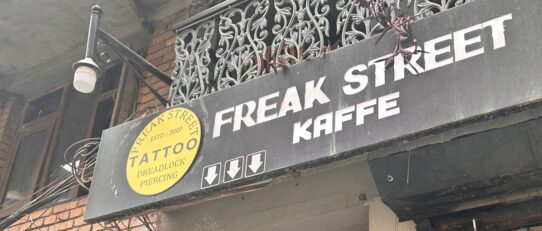 FREAK STREET
ESTD : 2007
TATTOO
DREADLOCK
PIERCING
FREAK STREET
KAFFE